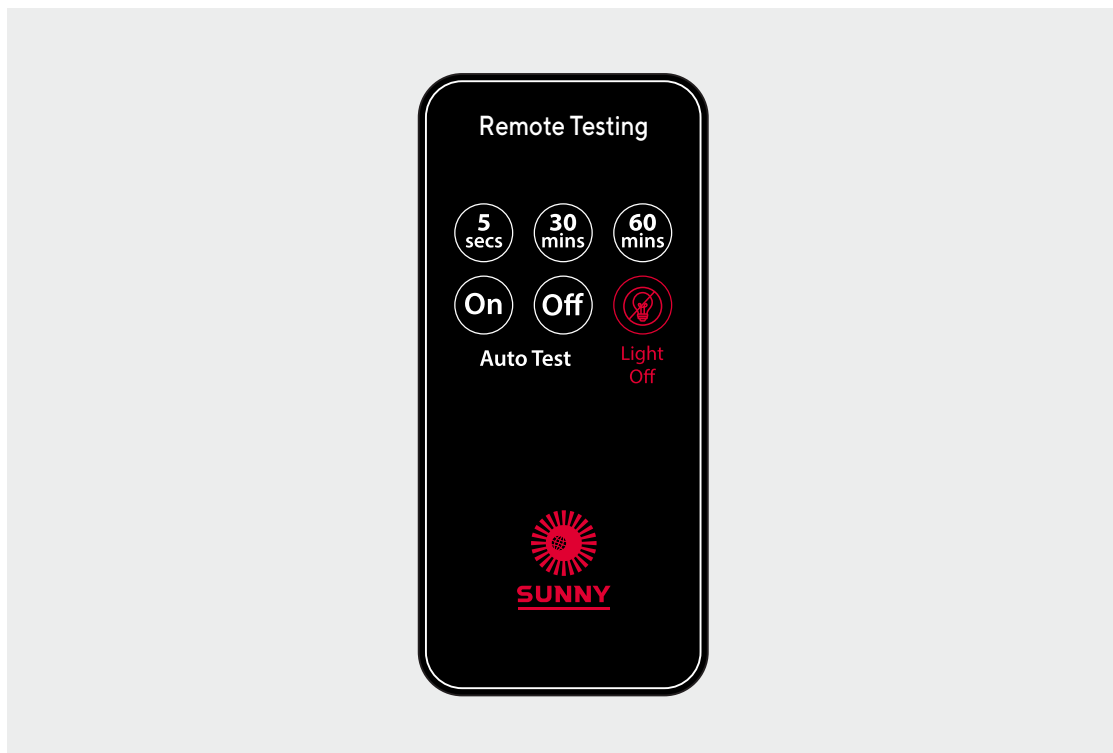 Remote Testing
5
secs
30
mins
60
mins
On
Off
Auto Test
Light
Off
SUNNY